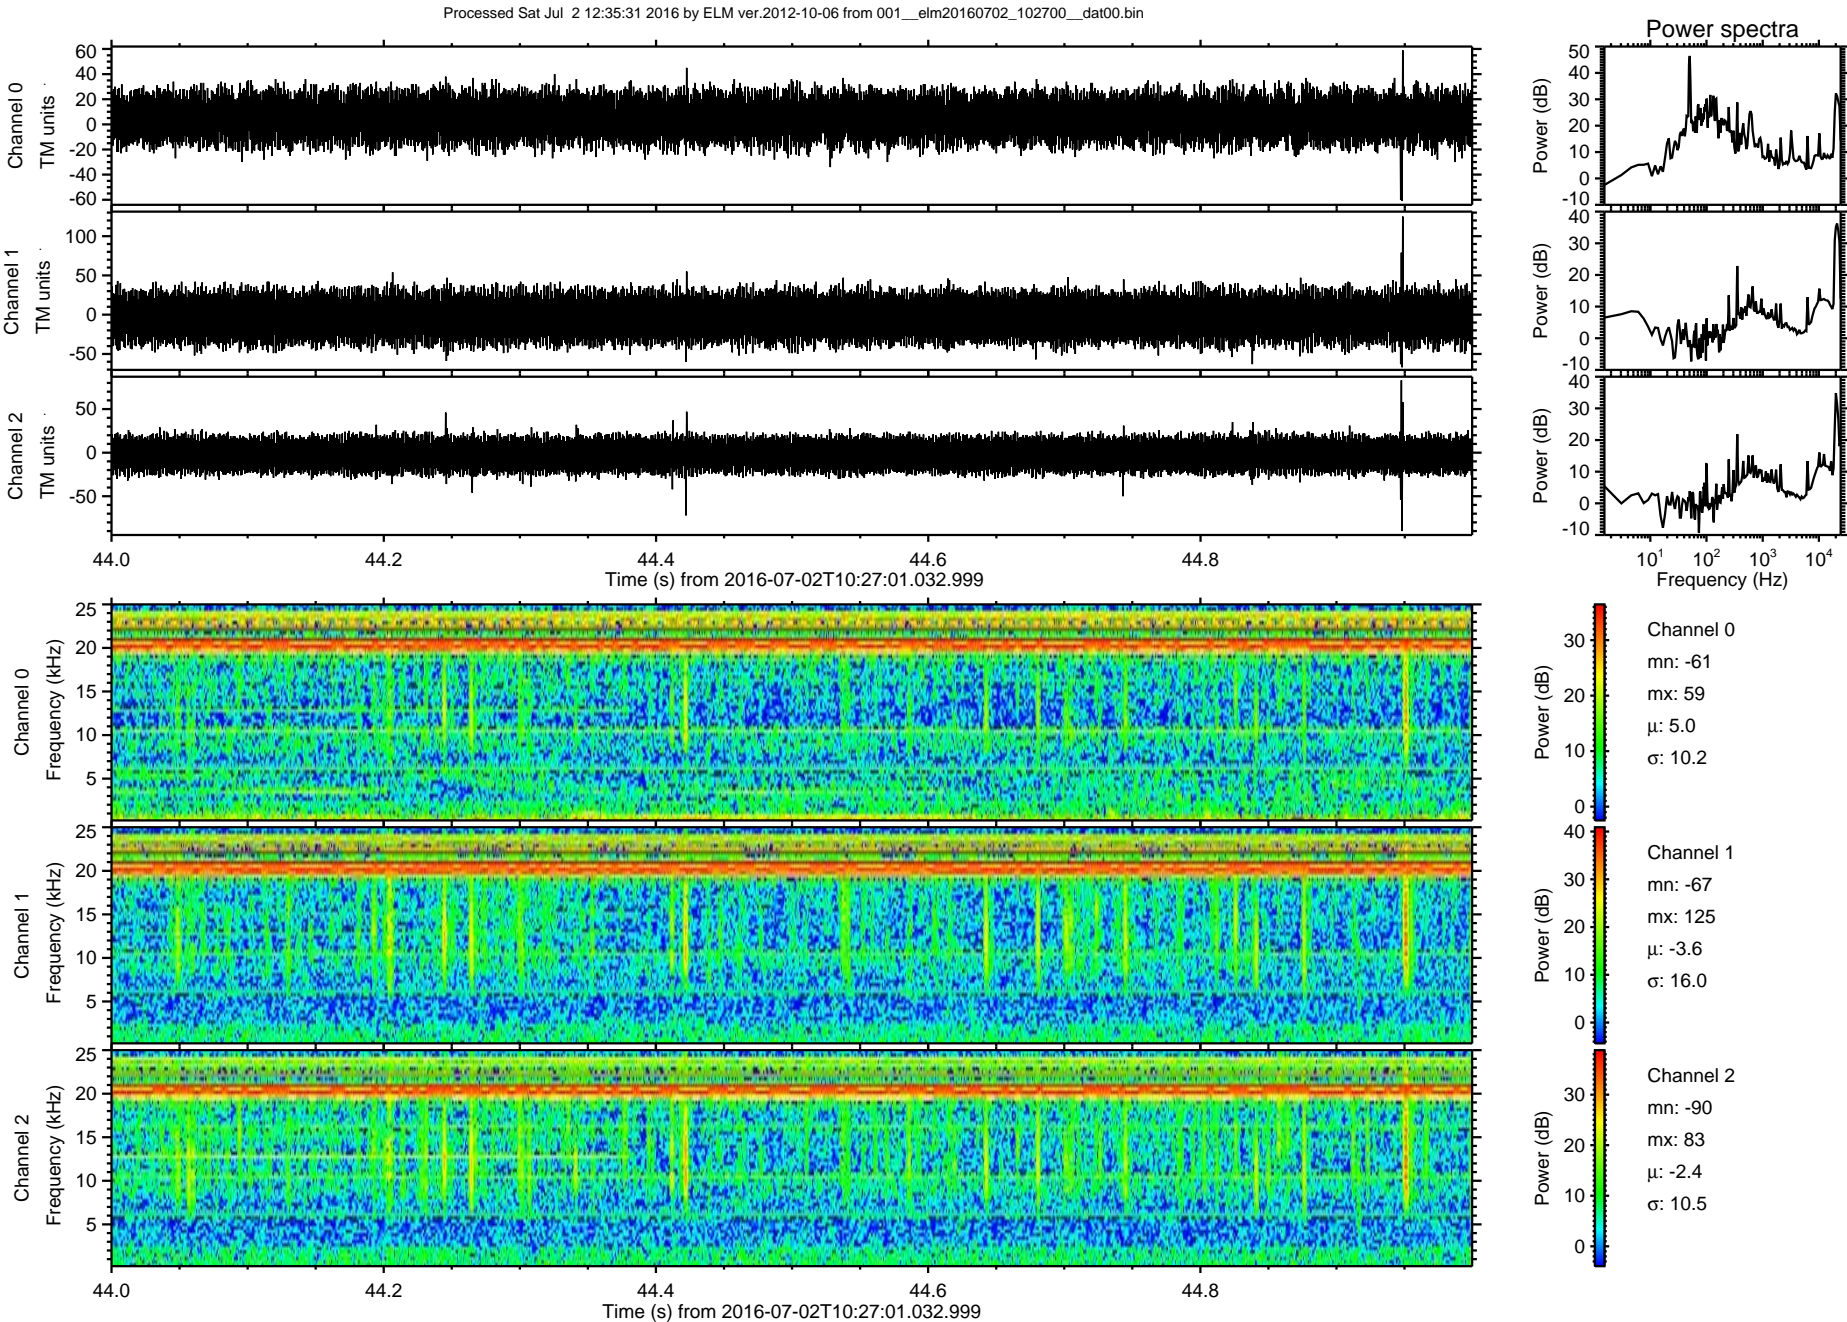 Processed Sat Jul 2 12:35:31 2016 by ELM ver.2012-10-06 from 001__elm20160702_102700__dat00.bin
Power spectra
Channel 0
TM units
60
40
20
0
-20
-40
-60
Power (dB)
50
40
30
20
10
0
-10
Channel 1
TM units
100
50
0
-50
Power (dB)
40
30
20
10
0
-10
Channel 2
TM units
50
0
-50
Power (dB)
40
30
20
10
0
-10
44.0 44.2 44.4 44.6 44.8
Time (s) from 2016-07-02T10:27:01.032.999
10¹ 10² 10³ 10⁴
Frequency (Hz)
Channel 0
Frequency (kHz)
25
20
15
10
5
Power (dB)
30
20
10
0
Channel 0
mn: -61
mx: 59
μ: 5.0
σ: 10.2
Channel 1
Frequency (kHz)
25
20
15
10
5
Power (dB)
40
30
20
10
0
Channel 1
mn: -67
mx: 125
μ: -3.6
σ: 16.0
Channel 2
Frequency (kHz)
25
20
15
10
5
Power (dB)
30
20
10
0
Channel 2
mn: -90
mx: 83
μ: -2.4
σ: 10.5
44.0 44.2 44.4 44.6 44.8
Time (s) from 2016-07-02T10:27:01.032.999